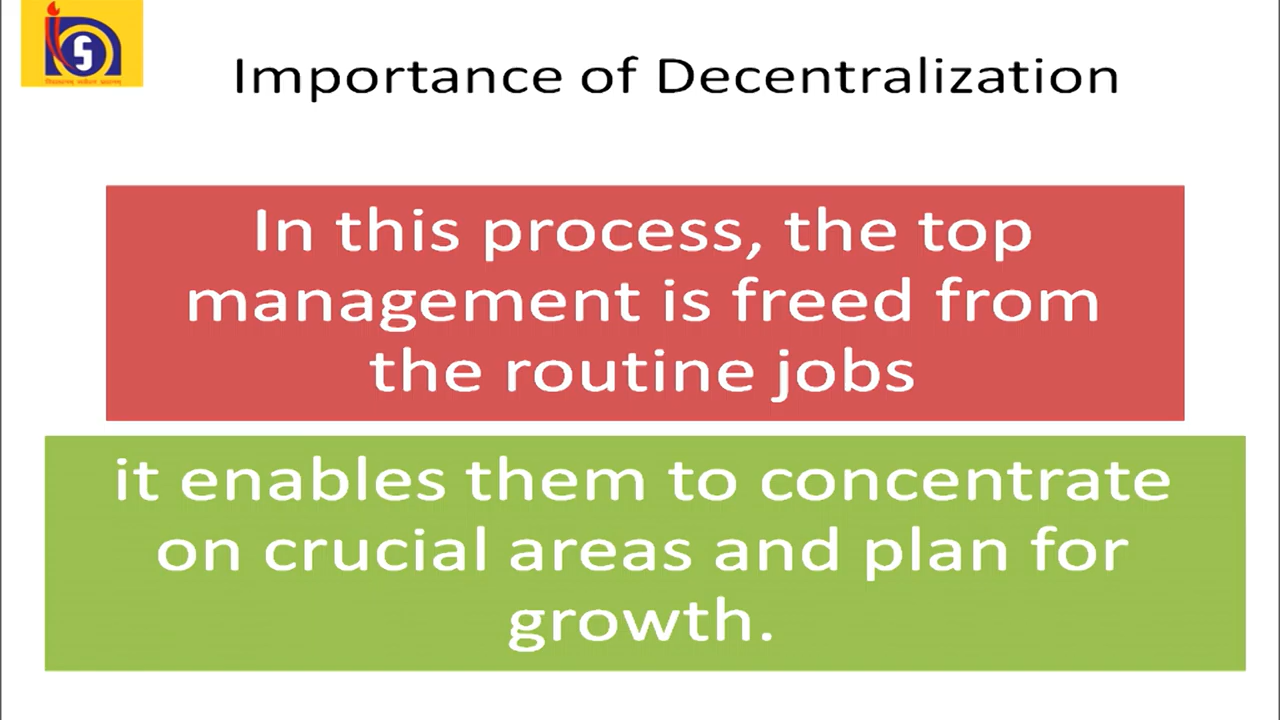 Importance of Decentralization
In this process, the top
management is freed from
the routine jobs
it enables them to concentrate
on crucial areas and plan for
growth.